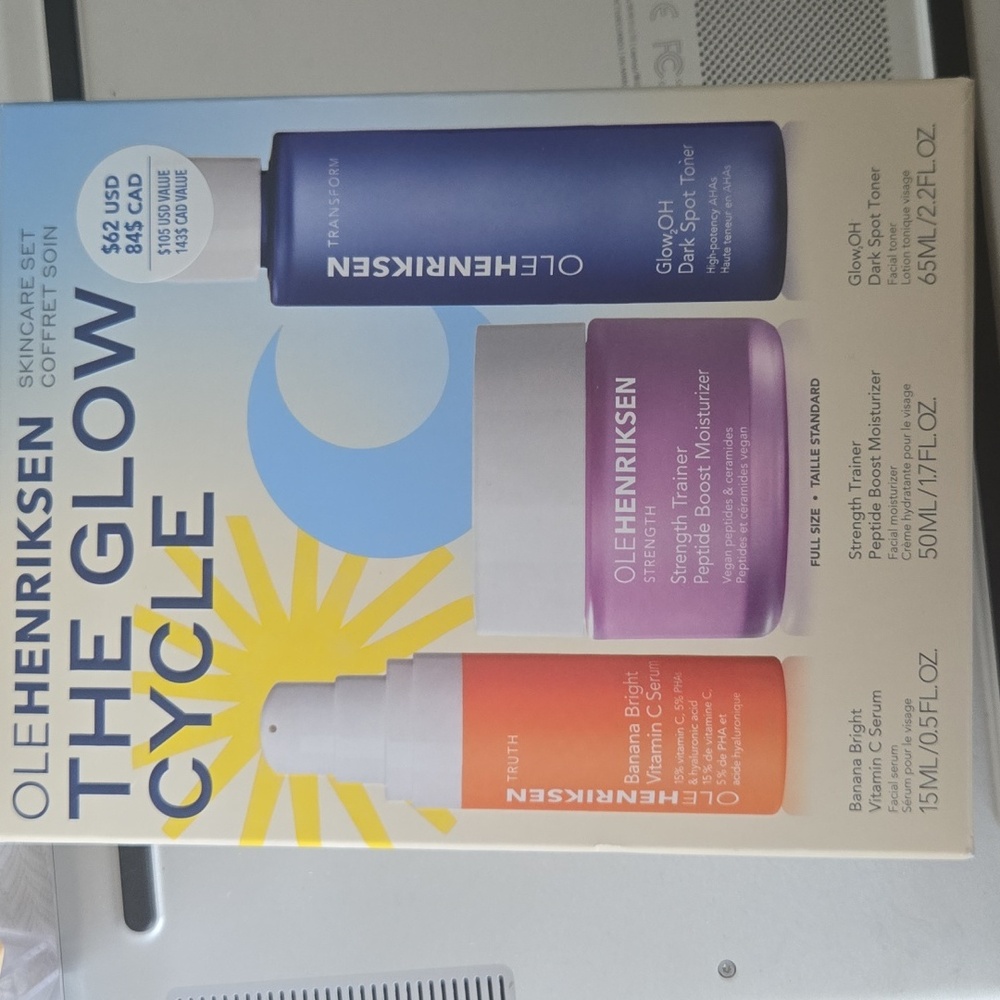 OLEHENRIKSEN SKINCARE SET
COFFRET SOIN
THE GLOW
CYCLE
$62 USD
84$ CAD
$105 USD VALUE
143$ CAD VALUE
TRUTH
OLEHENRIKSEN
Banana Bright
Vitamin C Serum
15% vitamin C, 5% PHAs
& hyaluronic acid
15% de vitamine C,
5% de PHA et
acide hyaluronique
OLEHENRIKSEN
STRENGTH
Strength Trainer
Peptide Boost Moisturizer
Vegan peptides & ceramides
Peptides et céramides vegan
TRANSFORM
OLEHENRIKSEN
Glow₂OH
Dark Spot Toner
High-potency AHAs
Haute teneur en AHAs
FULL SIZE • TAILLE STANDARD
Banana Bright
Vitamin C Serum
Facial serum
Sérum pour le visage
15ML/0.5FL.OZ.
Strength Trainer
Peptide Boost Moisturizer
Facial moisturizer
Crème hydratante pour le visage
50ML/1.7FL.OZ.
Glow₂OH
Dark Spot Toner
Facial toner
Lotion tonique visage
65ML/2.2FL.OZ.